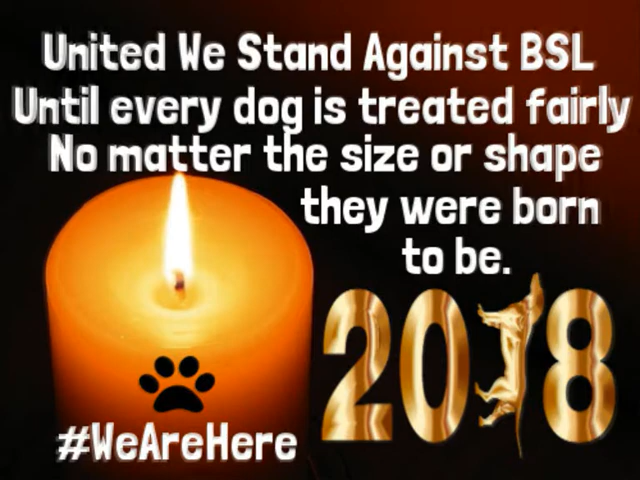 United We Stand Against BSL
Until every dog is treated fairly
No matter the size or shape
they were born
to be.
2018
#WeAreHere